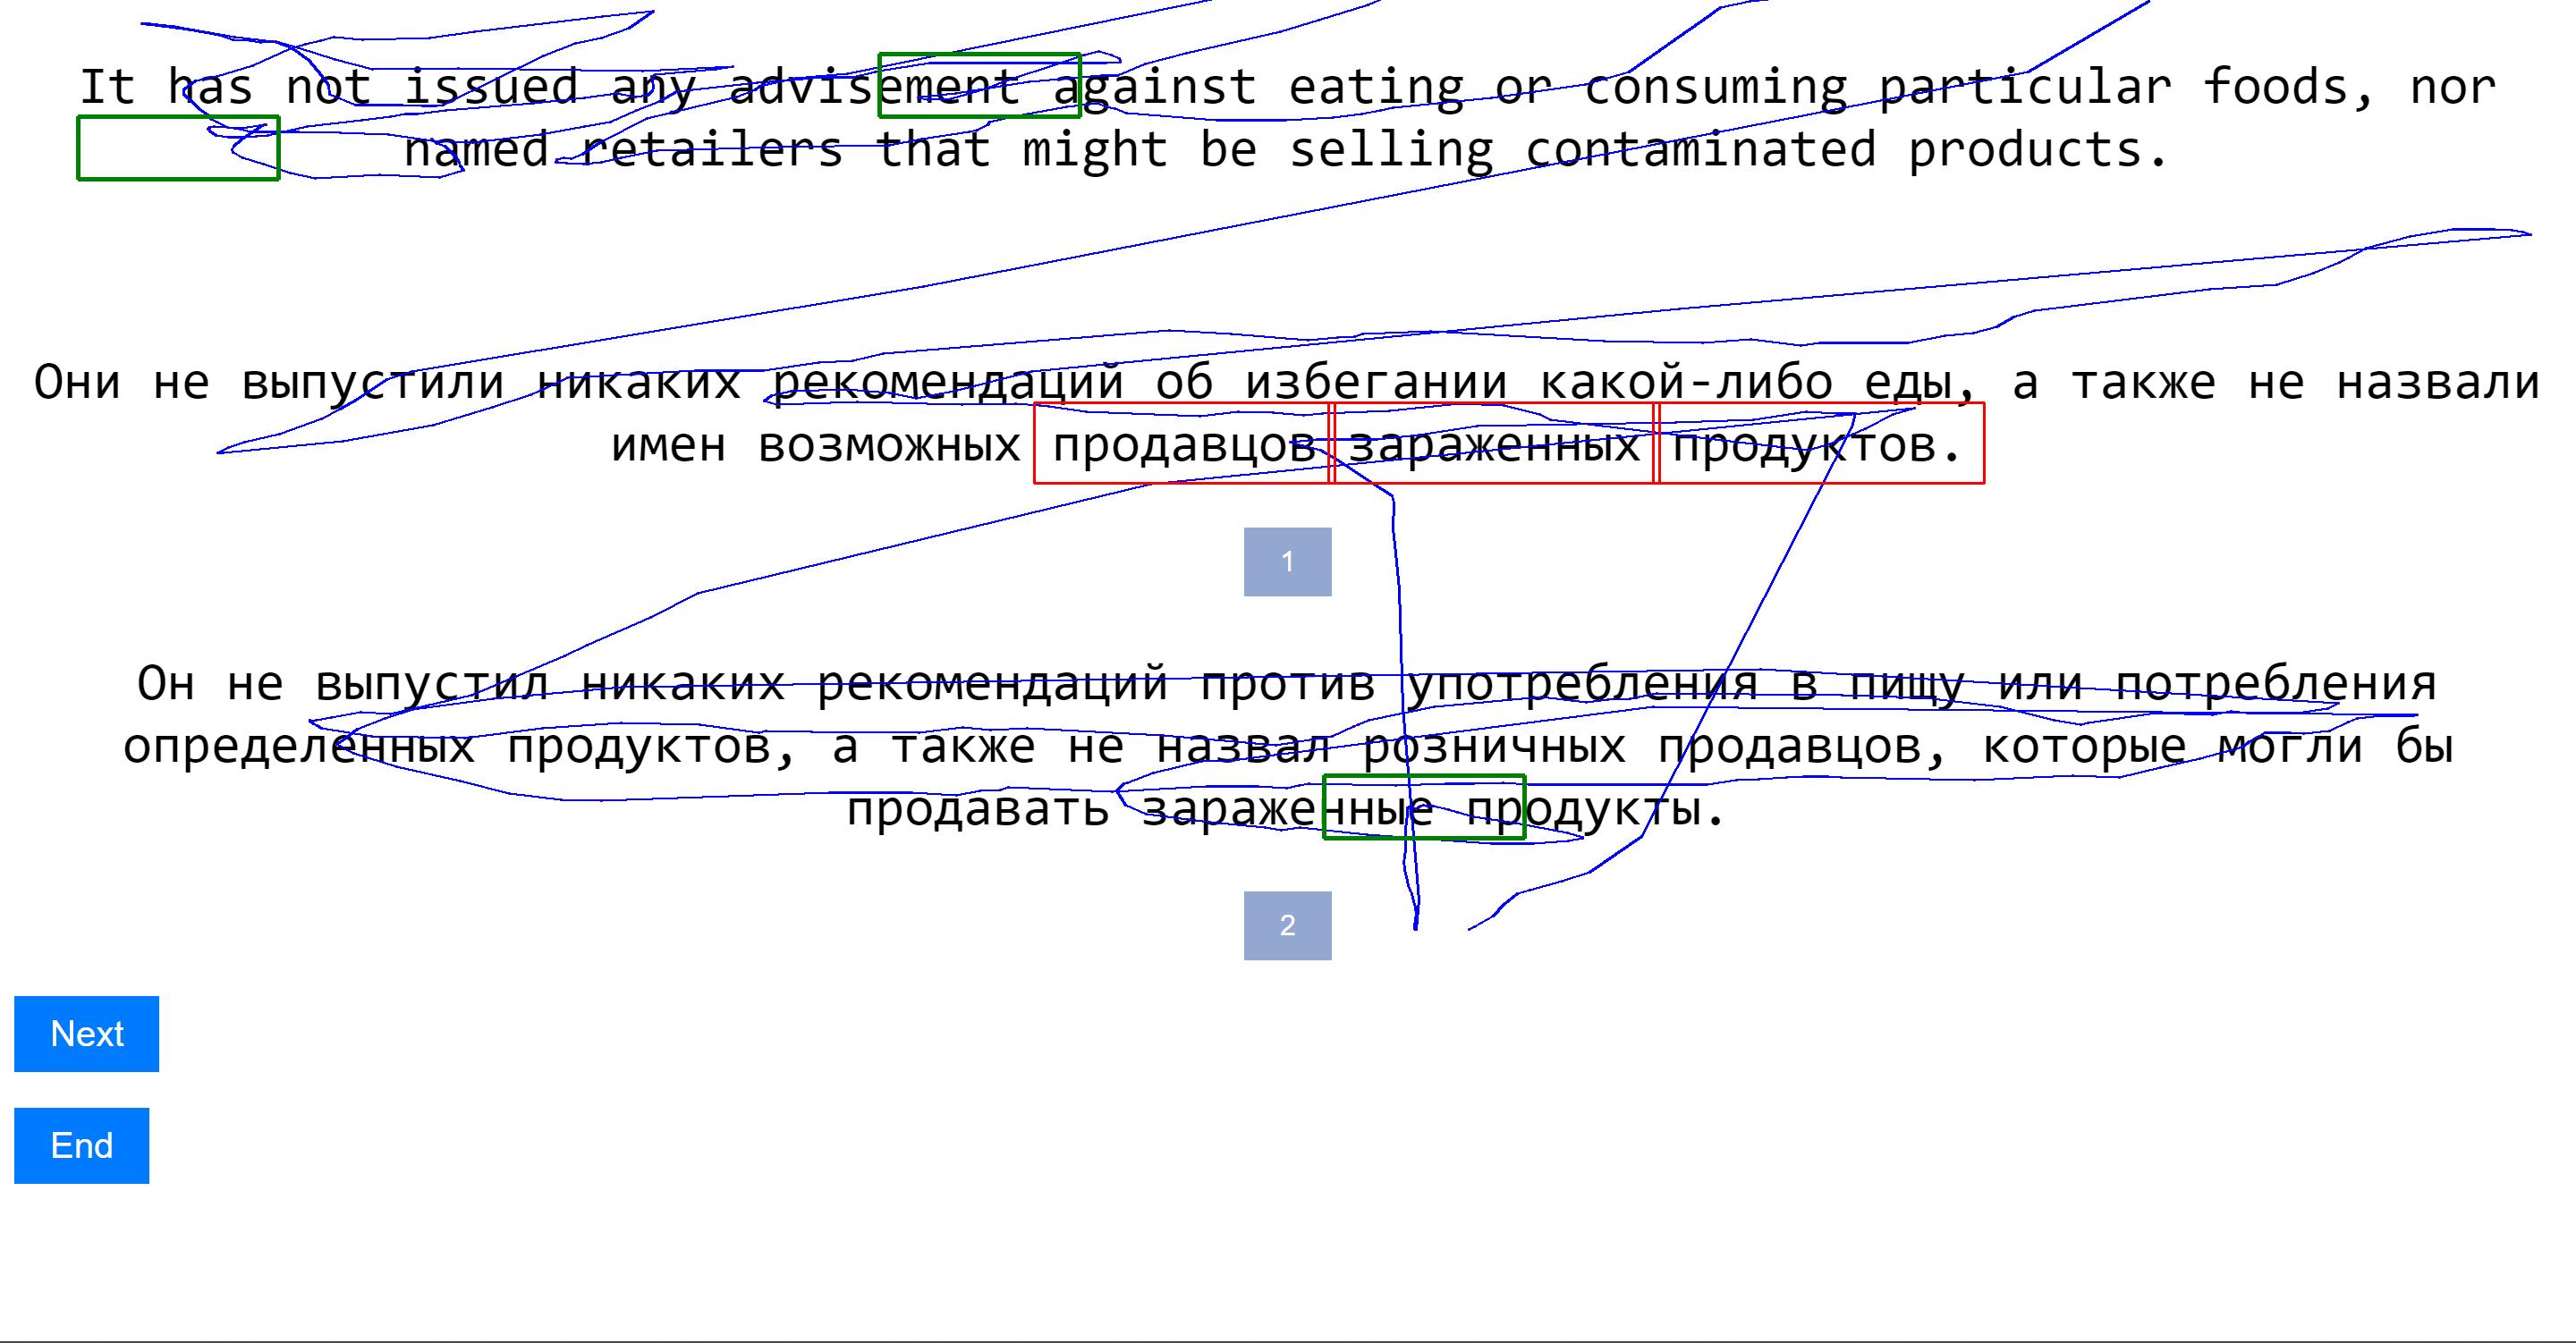 It has not issued any advisement against eating or consuming particular foods, nor
named retailers that might be selling contaminated products.
Они не выпустили никаких рекомендаций об избегании какой-либо еды, а также не назвали
имен возможных продавцов зараженных продуктов.
1
Он не выпустил никаких рекомендаций против употребления в пищу или потребления
определенных продуктов, а также не назвал розничных продавцов, которые могли бы
продавать зараженные продукты.
2
Next
End